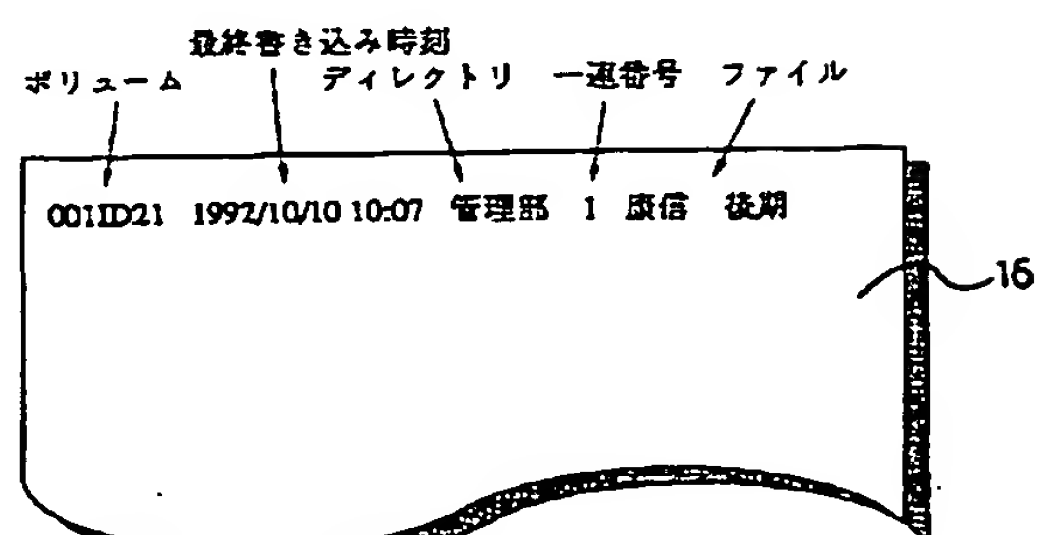 最終書き込み時刻
ボリューム ディレクトリ 一連番号 ファイル
001ID21 1992/10/10 10:07 管理部 1 原信 後期
16